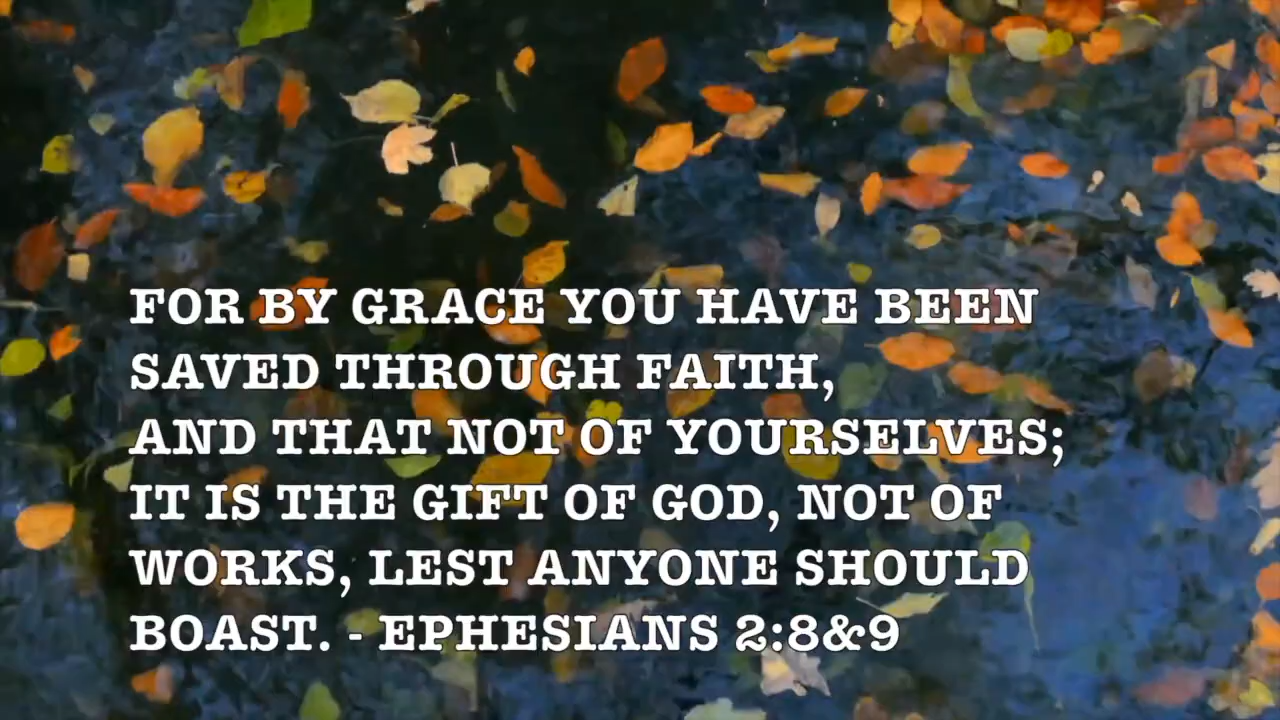 FOR BY GRACE YOU HAVE BEEN
SAVED THROUGH FAITH,
AND THAT NOT OF YOURSELVES;
IT IS THE GIFT OF GOD, NOT OF
WORKS, LEST ANYONE SHOULD
BOAST. - EPHESIANS 2:8&9